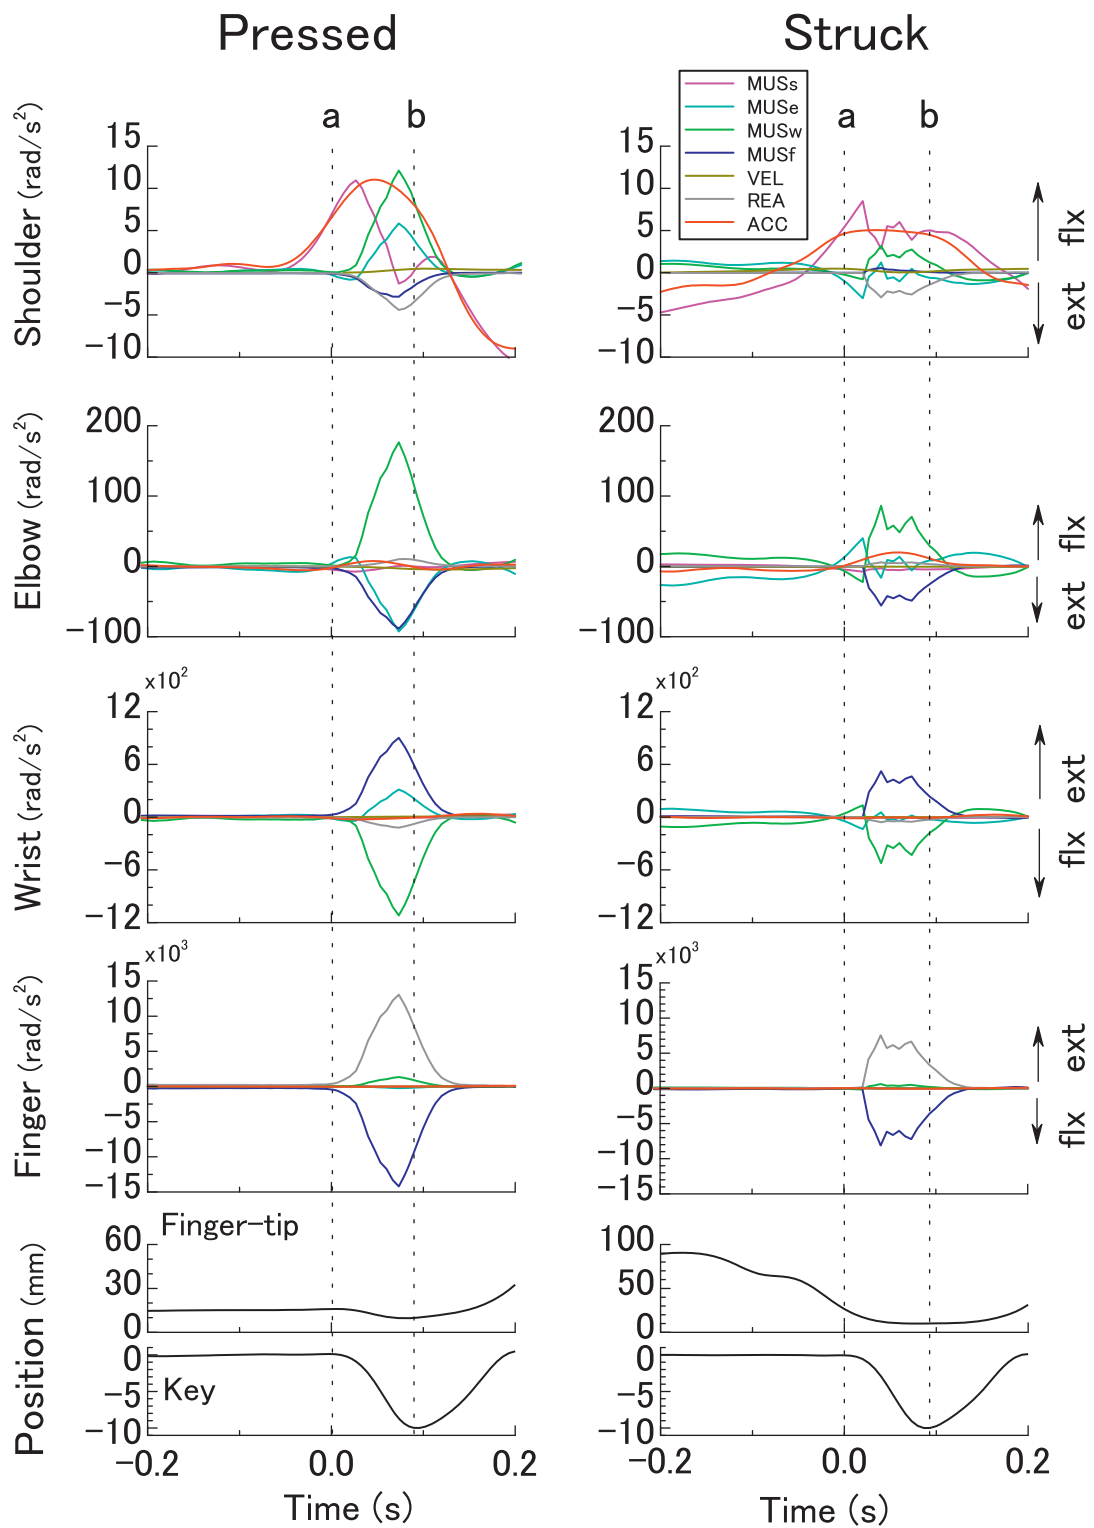 Pressed
Struck
MUSs
MUSe
MUSw
MUSf
VEL
REA
ACC
a
b
a
b
Shoulder (rad/s²)
15
10
5
0
−5
−10
15
10
5
0
−5
−10
flx
ext
Elbow (rad/s²)
200
100
0
−100
200
100
0
−100
flx
ext
Wrist (rad/s²)
x10²
12
6
0
−6
−12
x10²
12
6
0
−6
−12
ext
flx
Finger (rad/s²)
x10³
15
10
5
0
−5
−10
−15
x10³
15
10
5
0
−5
−10
−15
ext
flx
Position (mm)
Finger-tip
60
30
0
100
50
0
Key
0
−5
−10
0
−5
−10
−0.2
0.0
0.2
−0.2
0.0
0.2
Time (s)
Time (s)